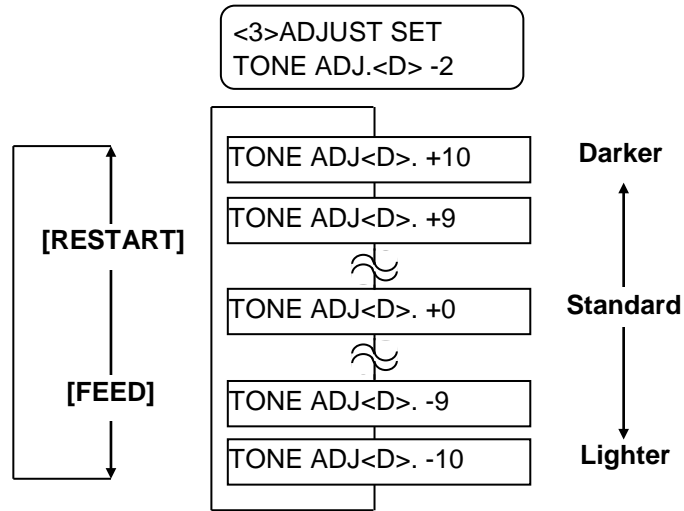 <3>ADJUST SET
TONE ADJ.<D> -2
TONE ADJ<D>. +10
Darker
TONE ADJ<D>. +9
[RESTART]
TONE ADJ<D>. +0
Standard
[FEED]
TONE ADJ<D>. -9
TONE ADJ<D>. -10
Lighter